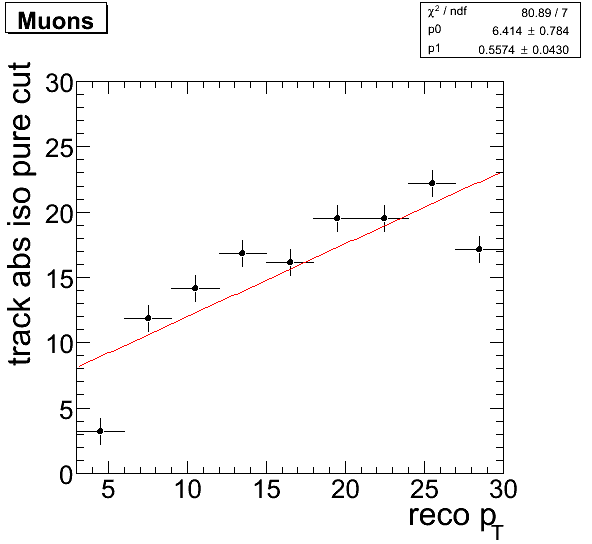 Muons
χ² / ndf 80.89 / 7
p0 6.414 ± 0.784
p1 0.5574 ± 0.0430
track abs iso pure cut
30
25
20
15
10
5
0
5 10 15 20 25 30
reco p_T